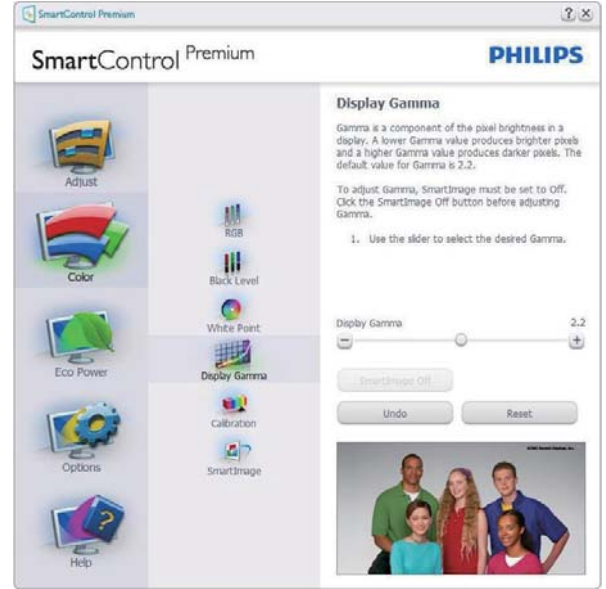 SmartControl Premium
SmartControl Premium
PHILIPS
Adjust
Color
Eco Power
Options
Help
RGB
Black Level
White Point
Display Gamma
Calibration
SmartImage
Display Gamma
Gamma is a component of the pixel brightness in a
display. A lower Gamma value produces brighter pixels
and a higher Gamma value produces darker pixels. The
default value for Gamma is 2.2.
To adjust Gamma, SmartImage must be set to Off.
Click the SmartImage Off button before adjusting
Gamma.
1. Use the slider to select the desired Gamma.
Display Gamma 2.2
SmartImage Off
Undo Reset